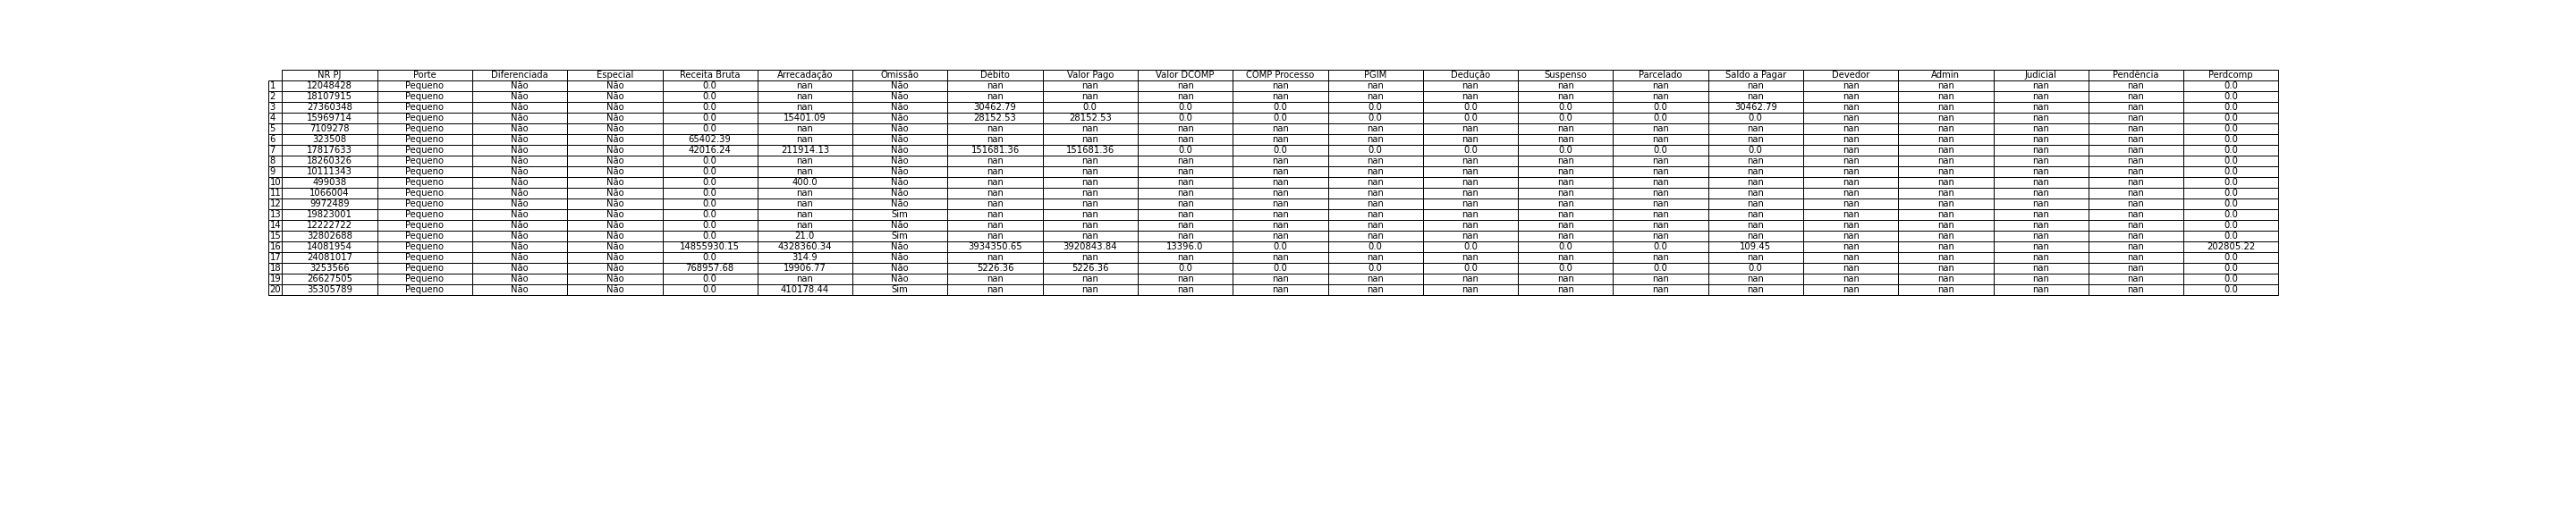 NR PJ Porte Diferenciada Especial Receita Bruta Arrecadação Omissão Débito Valor Pago Valor DCOMP COMP Processo PGIM Dedução Suspenso Parcelado Saldo a Pagar Devedor Admin Judicial Pendência Perdcomp
1 12048428 Pequeno Não Não 0.0 nan Não nan nan nan nan nan nan nan nan nan nan nan nan nan 0.0
2 18107915 Pequeno Não Não 0.0 nan Não nan nan nan nan nan nan nan nan nan nan nan nan nan 0.0
3 27360348 Pequeno Não Não 0.0 nan Não 30462.79 0.0 0.0 0.0 0.0 0.0 0.0 0.0 30462.79 nan nan nan nan 0.0
4 15969714 Pequeno Não Não 0.0 15401.09 Não 28152.53 28152.53 0.0 0.0 0.0 0.0 0.0 0.0 0.0 nan nan nan nan 0.0
5 7109278 Pequeno Não Não 0.0 nan Não nan nan nan nan nan nan nan nan nan nan nan nan nan 0.0
6 323508 Pequeno Não Não 65402.39 nan Não nan nan nan nan nan nan nan nan nan nan nan nan nan 0.0
7 17817633 Pequeno Não Não 42016.24 211914.13 Não 151681.36 151681.36 0.0 0.0 0.0 0.0 0.0 0.0 0.0 nan nan nan nan 0.0
8 18260326 Pequeno Não Não 0.0 nan Não nan nan nan nan nan nan nan nan nan nan nan nan nan 0.0
9 10111343 Pequeno Não Não 0.0 nan Não nan nan nan nan nan nan nan nan nan nan nan nan nan 0.0
10 499038 Pequeno Não Não 0.0 400.0 Não nan nan nan nan nan nan nan nan nan nan nan nan nan 0.0
11 1066004 Pequeno Não Não 0.0 nan Não nan nan nan nan nan nan nan nan nan nan nan nan nan 0.0
12 9972489 Pequeno Não Não 0.0 nan Não nan nan nan nan nan nan nan nan nan nan nan nan nan 0.0
13 19823001 Pequeno Não Não 0.0 nan Sim nan nan nan nan nan nan nan nan nan nan nan nan nan 0.0
14 12222722 Pequeno Não Não 0.0 nan Não nan nan nan nan nan nan nan nan nan nan nan nan nan 0.0
15 32802688 Pequeno Não Não 0.0 21.0 Sim nan nan nan nan nan nan nan nan nan nan nan nan nan 0.0
16 14081954 Pequeno Não Não 14855930.15 4328360.34 Não 3934350.65 3920843.84 13396.0 0.0 0.0 0.0 0.0 0.0 109.45 nan nan nan nan 202805.22
17 24081017 Pequeno Não Não 0.0 314.9 Não nan nan nan nan nan nan nan nan nan nan nan nan nan 0.0
18 3253566 Pequeno Não Não 768957.68 19906.77 Não 5226.36 5226.36 0.0 0.0 0.0 0.0 0.0 0.0 0.0 nan nan nan nan 0.0
19 26627505 Pequeno Não Não 0.0 nan Não nan nan nan nan nan nan nan nan nan nan nan nan nan 0.0
20 35305789 Pequeno Não Não 0.0 410178.44 Sim nan nan nan nan nan nan nan nan nan nan nan nan nan 0.0